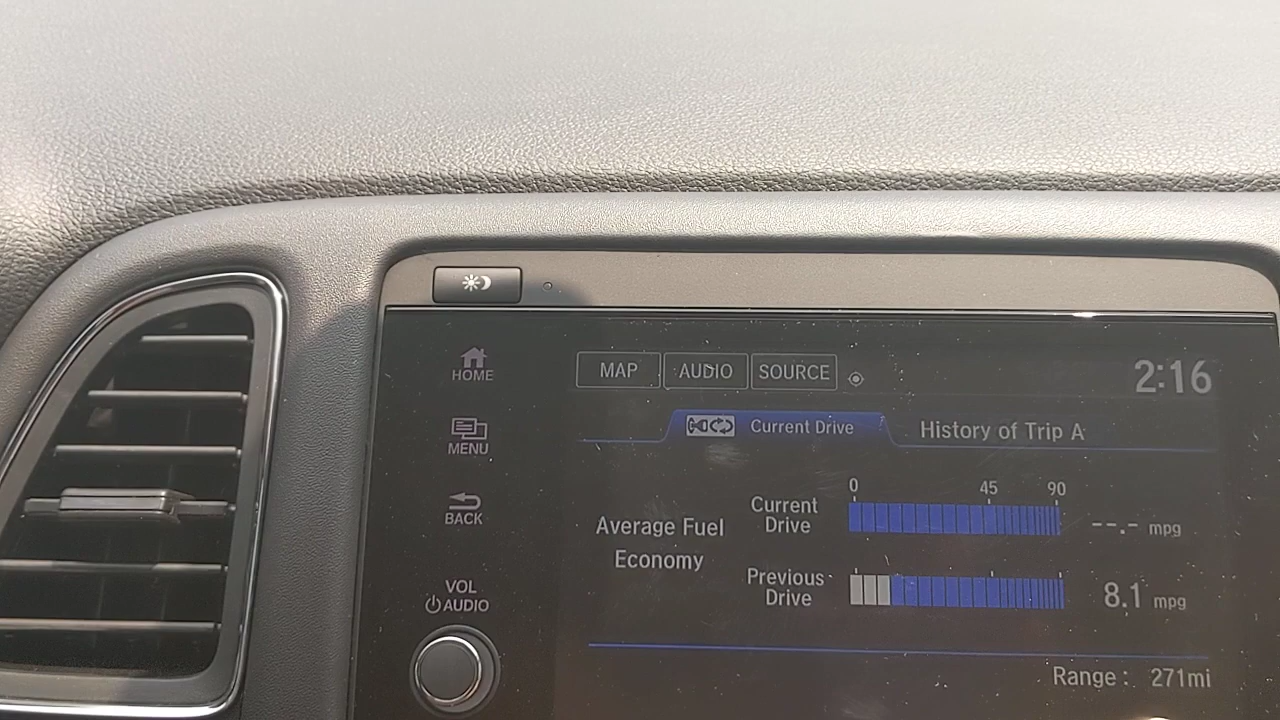 HOME
MENU
BACK
VOL
AUDIO
MAP AUDIO SOURCE 2:16
Current Drive History of Trip A
0 45 90
Average Fuel
Economy
Current
Drive
--.- mpg
Previous
Drive
8.1 mpg
Range : 271mi